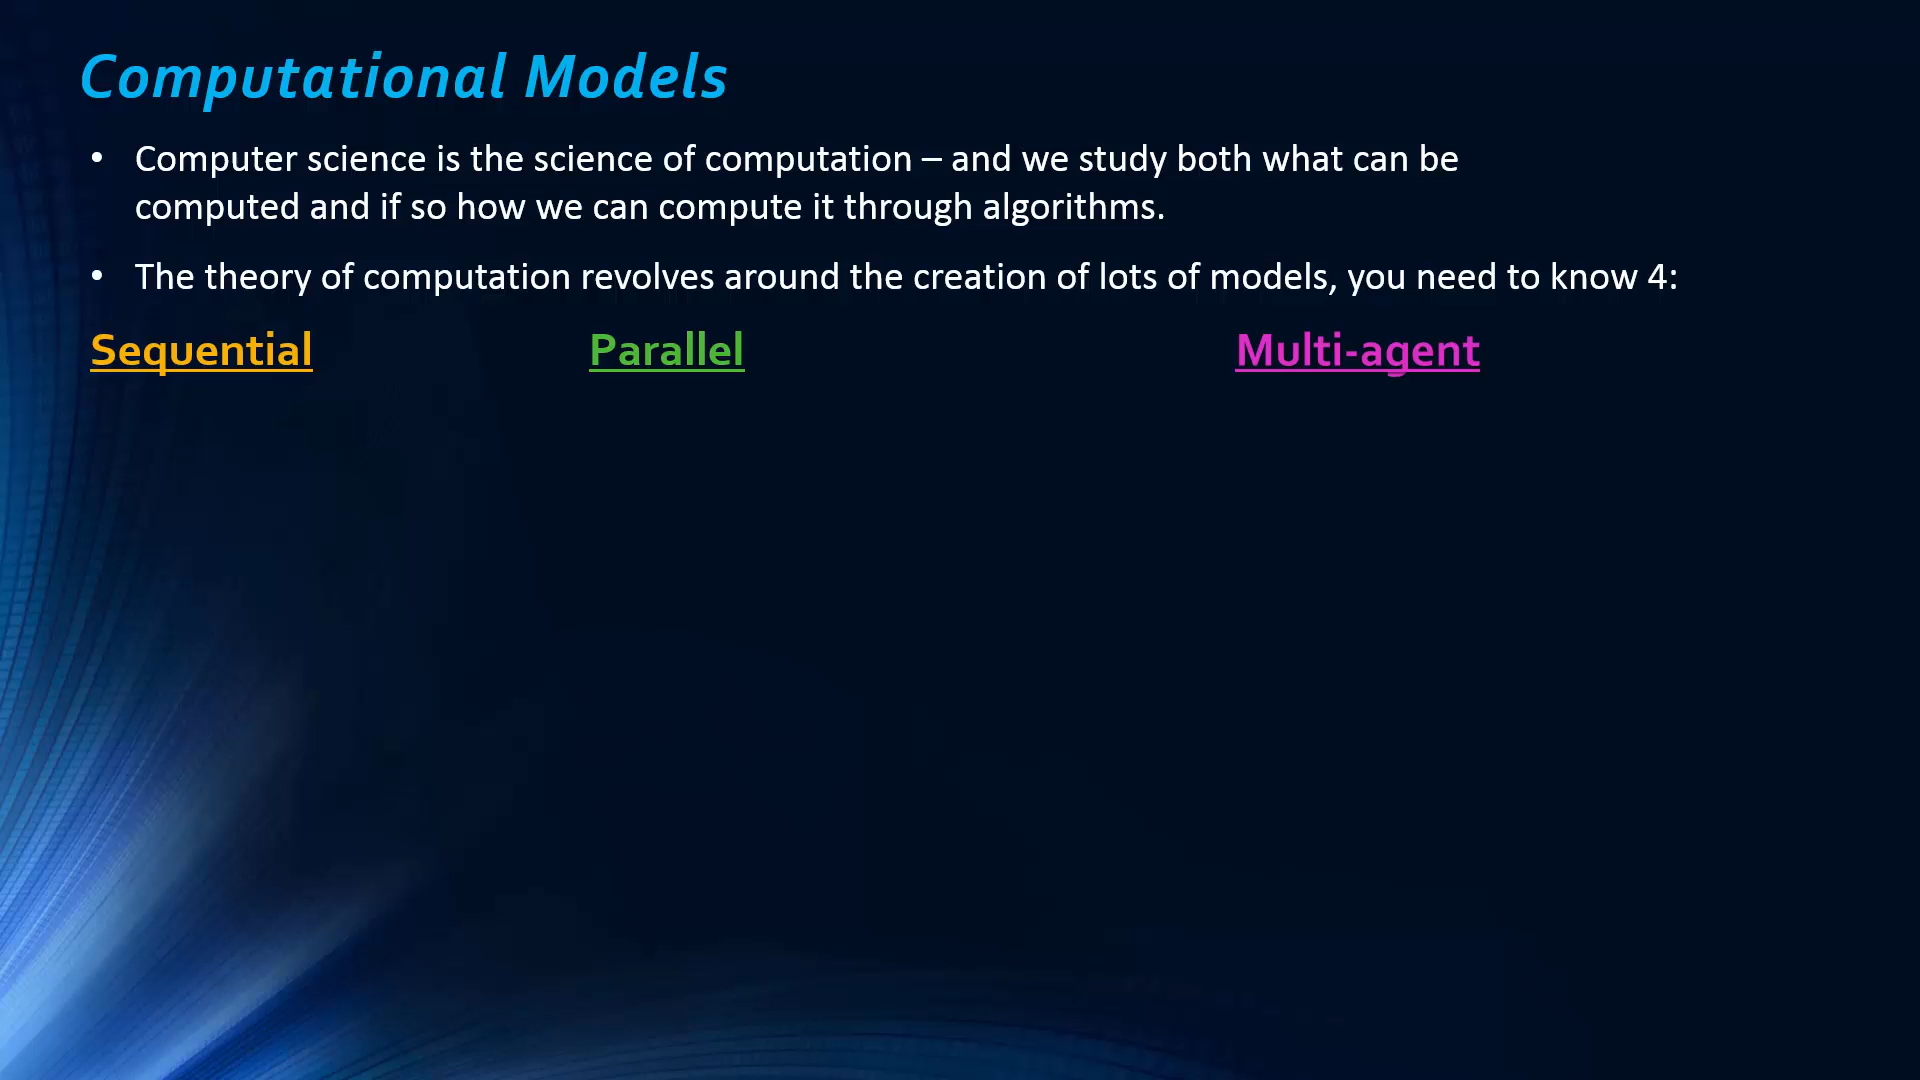 Computational Models
• Computer science is the science of computation – and we study both what can be
computed and if so how we can compute it through algorithms.
• The theory of computation revolves around the creation of lots of models, you need to know 4:
Sequential Parallel Multi-agent